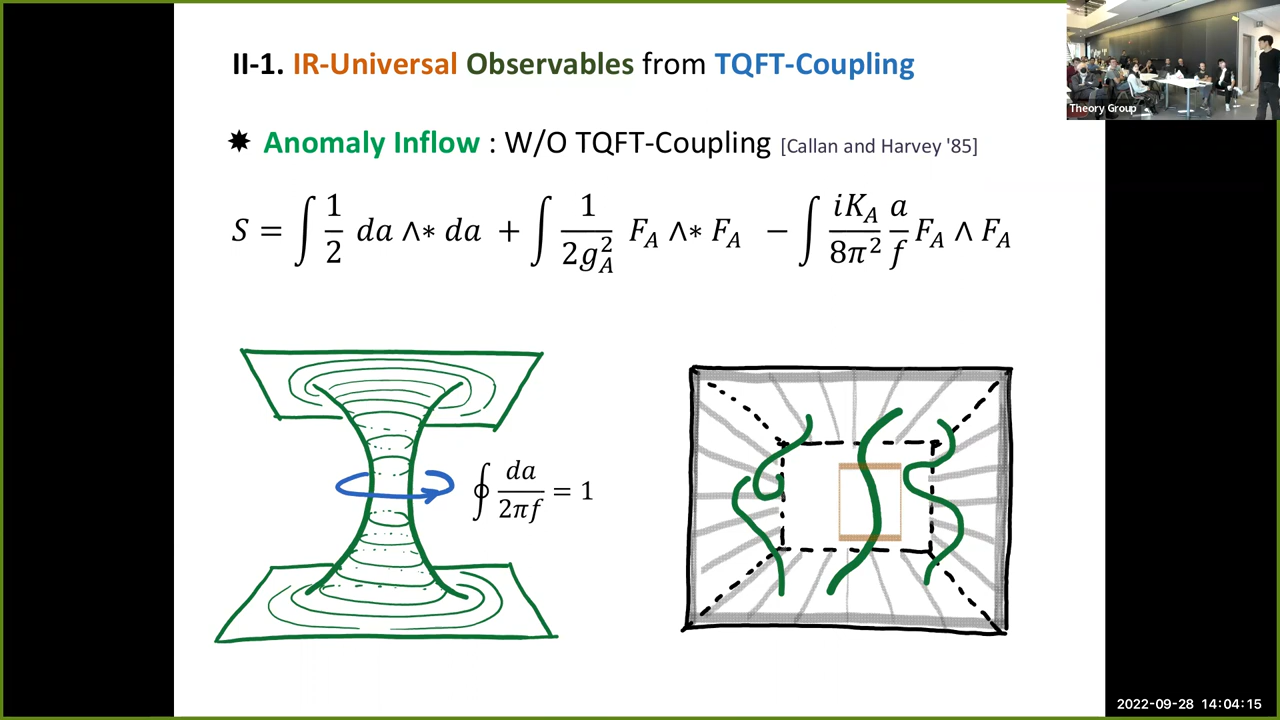 II-1. IR-Universal Observables from TQFT-Coupling
Theory Group
✸ Anomaly Inflow : W/O TQFT-Coupling [Callan and Harvey '85]
S = ∫ 1/2 da ∧∗ da + ∫ 1/(2g_A^2) F_A ∧∗ F_A − ∫ (iK_A/8π^2) (a/f) F_A ∧ F_A
∮ da/(2πf) = 1
2022-09-28 14:04:15